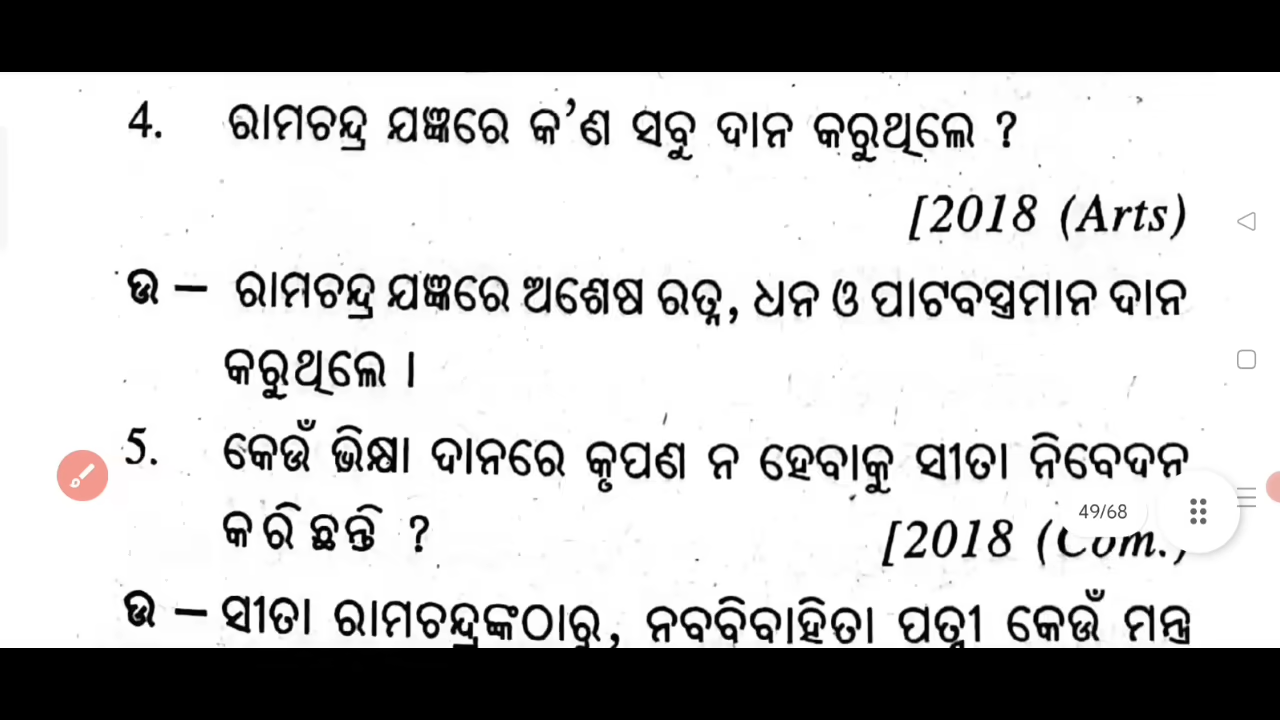 4. ରାମଚନ୍ଦ୍ର ଯଜ୍ଞରେ କ'ଣ ସବୁ ଦାନ କରୁଥିଲେ ?
[2018 (Arts)
ଉ – ରାମଚନ୍ଦ୍ର ଯଜ୍ଞରେ ଅଶେଷ ରତ୍ନ, ଧନ ଓ ପାଟବସ୍ତ୍ରମାନ ଦାନ
କରୁଥିଲେ ।
5. କେଉଁ ଭିକ୍ଷା ଦାନରେ କୃପଣ ନ ହେବାକୁ ସୀତା ନିବେଦନ
କରିଛନ୍ତି ?
49/68
[2018 (Com.)
ଉ – ସୀତା ରାମଚନ୍ଦ୍ରଙ୍କଠାରୁ, ନବବିବାହିତା ପତ୍ନୀ କେଉଁ ମନ୍ତ୍ର